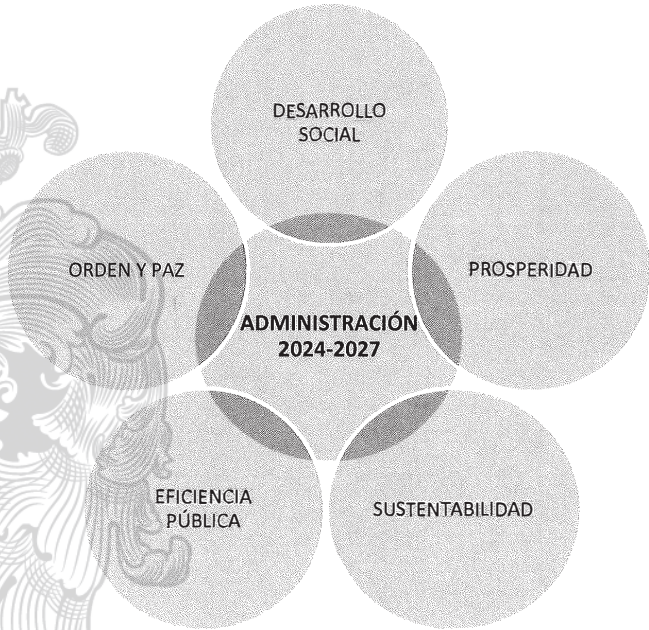 DESARROLLO
SOCIAL
ORDEN Y PAZ
PROSPERIDAD
ADMINISTRACIÓN
2024-2027
EFICIENCIA
PÚBLICA
SUSTENTABILIDAD